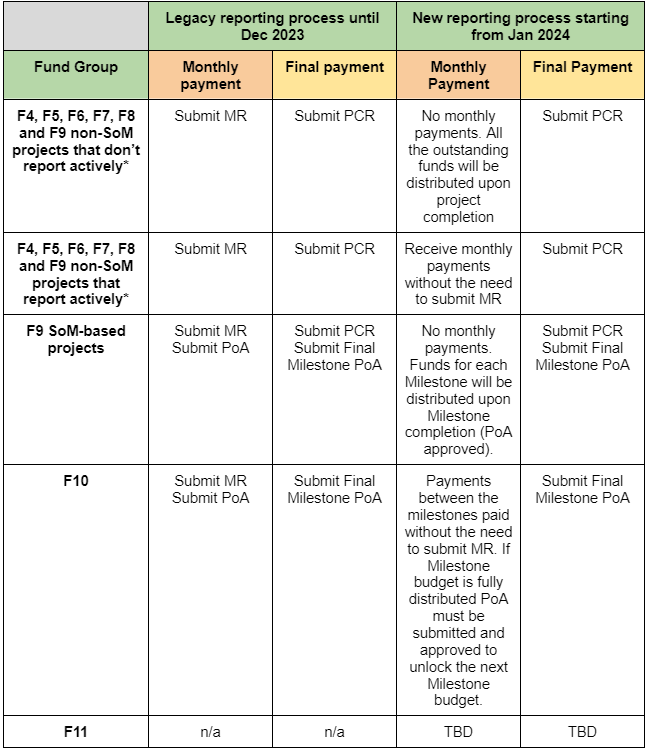 Legacy reporting process until
Dec 2023
New reporting process starting
from Jan 2024
Fund Group
Monthly
payment
Final payment
Monthly
Payment
Final Payment
F4, F5, F6, F7, F8
and F9 non-SoM
projects that don't
report actively*
Submit MR
Submit PCR
No monthly
payments. All
the outstanding
funds will be
distributed upon
project
completion
Submit PCR
F4, F5, F6, F7, F8
and F9 non-SoM
projects that
report actively*
Submit MR
Submit PCR
Receive monthly
payments
without the need
to submit MR
Submit PCR
F9 SoM-based
projects
Submit MR
Submit PoA
Submit PCR
Submit Final
Milestone PoA
No monthly
payments.
Funds for each
Milestone will be
distributed upon
Milestone
completion (PoA
approved).
Submit PCR
Submit Final
Milestone PoA
F10
Submit MR
Submit PoA
Submit Final
Milestone PoA
Payments
between the
milestones paid
without the need
to submit MR. If
Milestone
budget is fully
distributed PoA
must be
submitted and
approved to
unlock the next
Milestone
budget.
Submit Final
Milestone PoA
F11
n/a
n/a
TBD
TBD